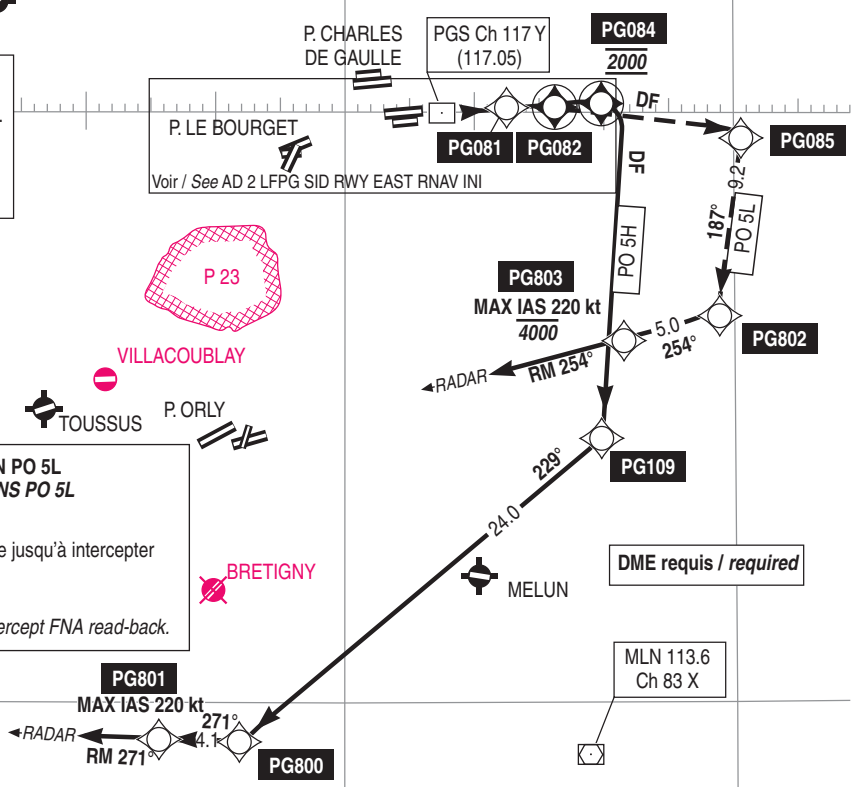 P. CHARLES
DE GAULLE
PGS Ch 117 Y
(117.05)
PG084
2000
DF
P. LE BOURGET
PG081
PG082
PG085
Voir / See AD 2 LFPG SID RWY EAST RNAV INI
DF
9.2
187°
PO 5L
PO 5H
P 23
PG803
MAX IAS 220 kt
4000
5.0
254°
PG802
RADAR
RM 254°
VILLACOUBLAY
TOUSSUS
P. ORLY
PG109
229°
24.0
N PO 5L
NS PO 5L
e jusqu'à intercepter
ercept FNA read-back.
BRETIGNY
MELUN
DME requis / required
MLN 113.6
Ch 83 X
PG801
MAX IAS 220 kt
271°
RADAR
4.1
RM 271°
PG800